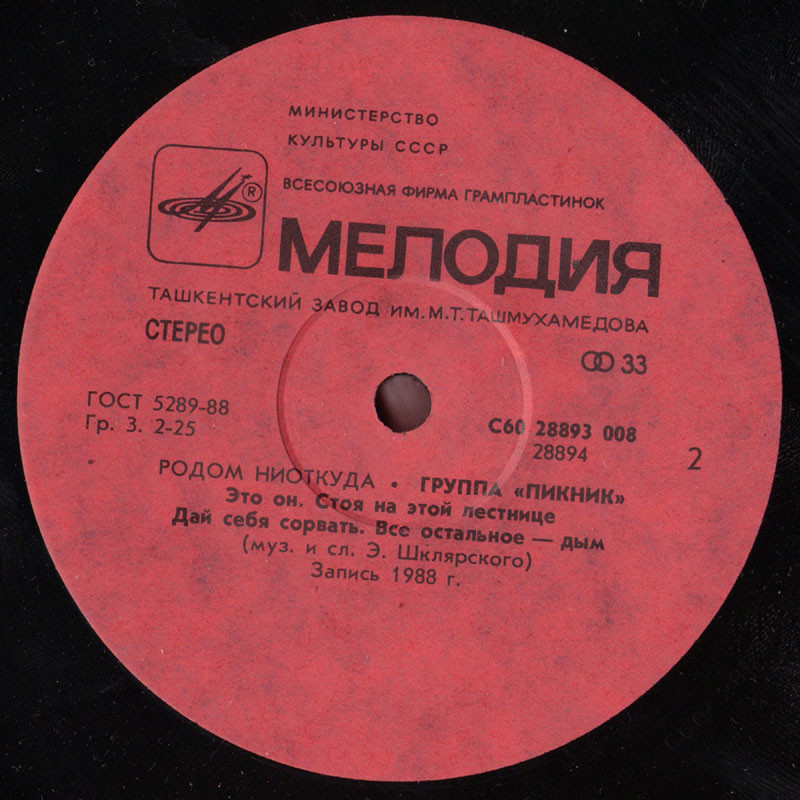 МИНИСТЕРСТВО
КУЛЬТУРЫ СССР
ВСЕСОЮЗНАЯ ФИРМА ГРАМПЛАСТИНОК
®
МЕЛОДИЯ
ТАШКЕНТСКИЙ ЗАВОД ИМ. М.Т. ТАШМУХАМЕДОВА
СТЕРЕО
33
ГОСТ 5289-88
Гр. 3. 2-25
С60 28893 008
28894
2
РОДОМ НИОТКУДА • ГРУППА «ПИКНИК»
Это он. Стоя на этой лестнице
Дай себя сорвать. Все остальное — дым
(муз. и сл. Э. Шклярского)
Запись 1988 г.